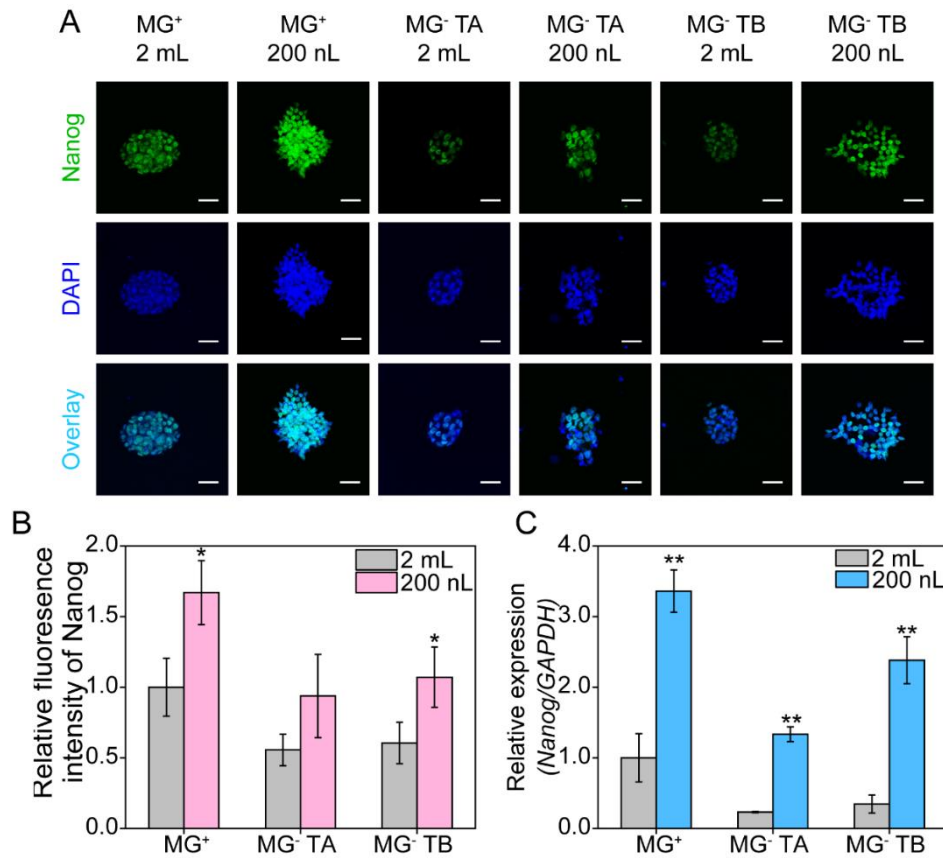 A
MG⁺ 2 mL
MG⁺ 200 nL
MG⁻ TA 2 mL
MG⁻ TA 200 nL
MG⁻ TB 2 mL
MG⁻ TB 200 nL
Nanog
DAPI
Overlay
B
Relative fluoresence
intensity of Nanog
2.0
1.5
1.0
0.5
0.0
2 mL
200 nL
*
*
MG⁺
MG⁻ TA
MG⁻ TB
C
Relative expression
(Nanog/GAPDH)
4.0
3.0
2.0
1.0
0.0
2 mL
200 nL
**
**
**
MG⁺
MG⁻ TA
MG⁻ TB